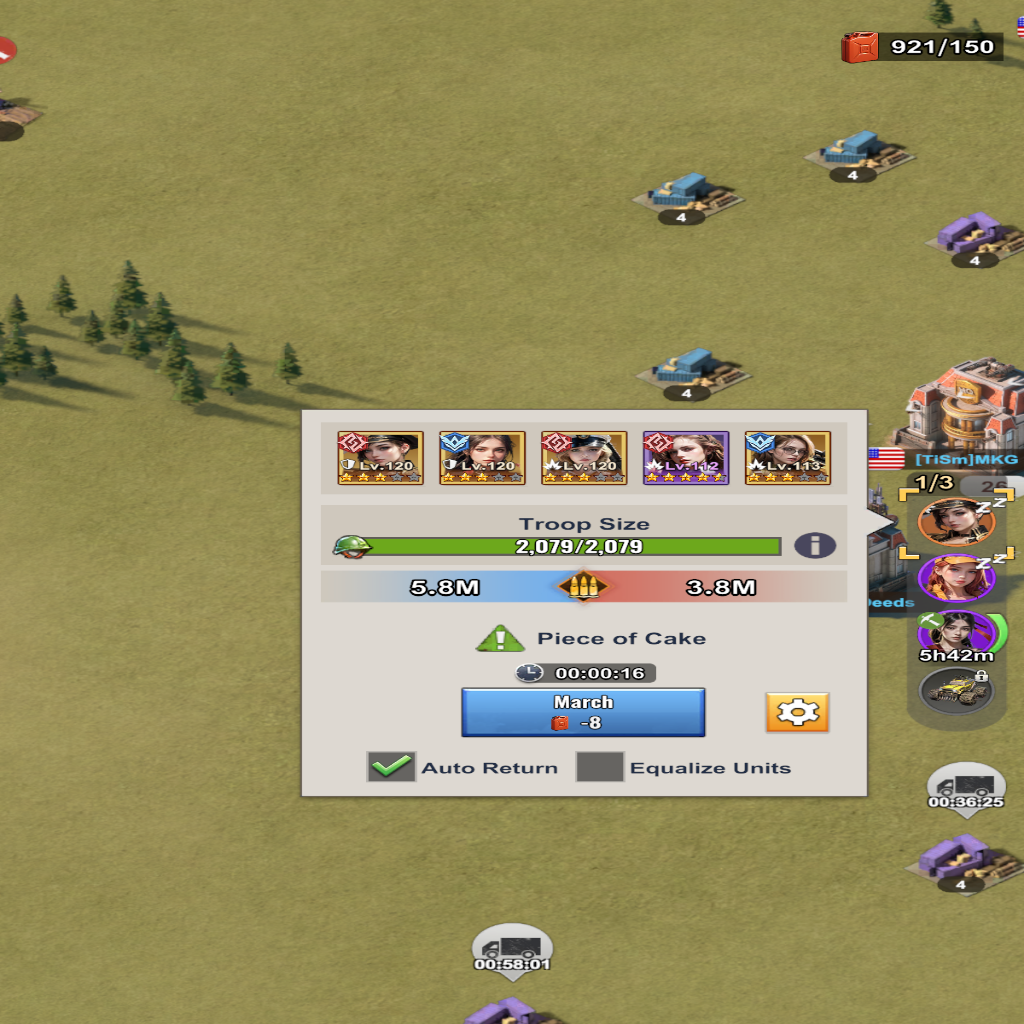 921/150
4
4
4
4
[TiSm]MKG
Lv.120
Lv.120
Lv.120
Lv.112
Lv.113
1/3
26
Troop Size
2,079/2,079
5.8M
3.8M
Deeds
Piece of Cake
5h42m
00:00:16
March
-8
Auto Return
Equalize Units
00:36:25
4
00:58:01